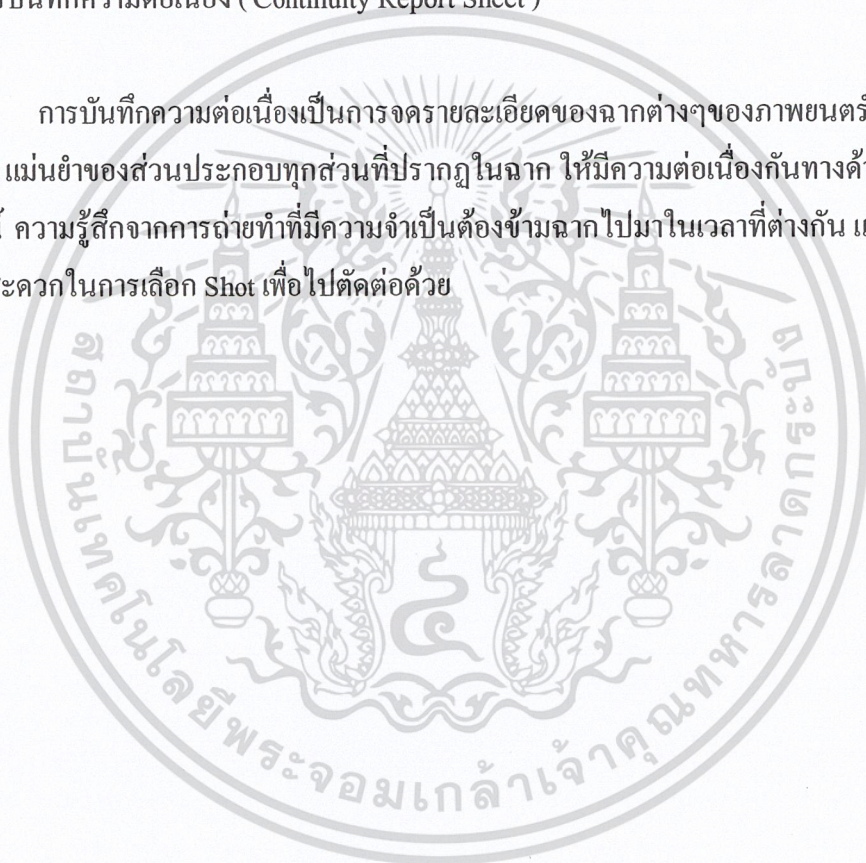 บันทึกความต่อเนื่อง ( Continuity Report Sheet )
การบันทึกความต่อเนื่องเป็นการจดรายละเอียดของฉากต่างๆของภาพยนตร์
แม่นยำของส่วนประกอบทุกส่วนที่ปรากฏในฉาก ให้มีความต่อเนื่องกันทางด้า
ความรู้สึกจากการถ่ายทำที่มีความจำเป็นต้องข้ามฉากไปมาในเวลาที่ต่างกัน แ
ะดวกในการเลือก Shot เพื่อไปตัดต่อด้วย
สถาบันเทคโนโลยีพระจอมเกล้าเจ้าคุณทหารลาดกระบัง